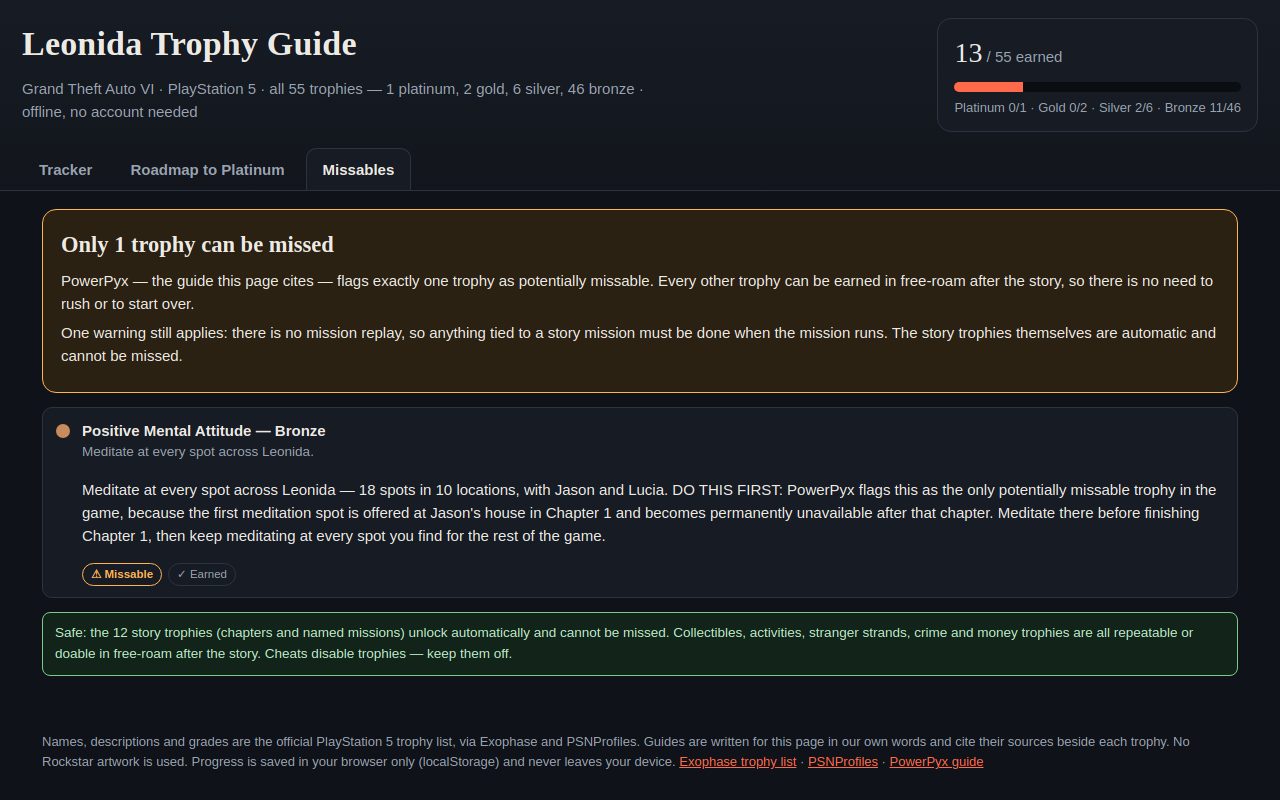 Leonida Trophy Guide
Grand Theft Auto VI · PlayStation 5 · all 55 trophies — 1 platinum, 2 gold, 6 silver, 46 bronze ·
offline, no account needed
13 / 55 earned
Platinum 0/1 · Gold 0/2 · Silver 2/6 · Bronze 11/46
Tracker
Roadmap to Platinum
Missables
Only 1 trophy can be missed
PowerPyx — the guide this page cites — flags exactly one trophy as potentially missable. Every other trophy can be earned in free-roam after the story, so there is no need to
rush or to start over.
One warning still applies: there is no mission replay, so anything tied to a story mission must be done when the mission runs. The story trophies themselves are automatic and
cannot be missed.
Positive Mental Attitude — Bronze
Meditate at every spot across Leonida.
Meditate at every spot across Leonida — 18 spots in 10 locations, with Jason and Lucia. DO THIS FIRST: PowerPyx flags this as the only potentially missable trophy in the
game, because the first meditation spot is offered at Jason's house in Chapter 1 and becomes permanently unavailable after that chapter. Meditate there before finishing
Chapter 1, then keep meditating at every spot you find for the rest of the game.
⚠ Missable
✓ Earned
Safe: the 12 story trophies (chapters and named missions) unlock automatically and cannot be missed. Collectibles, activities, stranger strands, crime and money trophies are all repeatable or
doable in free-roam after the story. Cheats disable trophies — keep them off.
Names, descriptions and grades are the official PlayStation 5 trophy list, via Exophase and PSNProfiles. Guides are written for this page in our own words and cite their sources beside each trophy. No
Rockstar artwork is used. Progress is saved in your browser only (localStorage) and never leaves your device. Exophase trophy list · PSNProfiles · PowerPyx guide